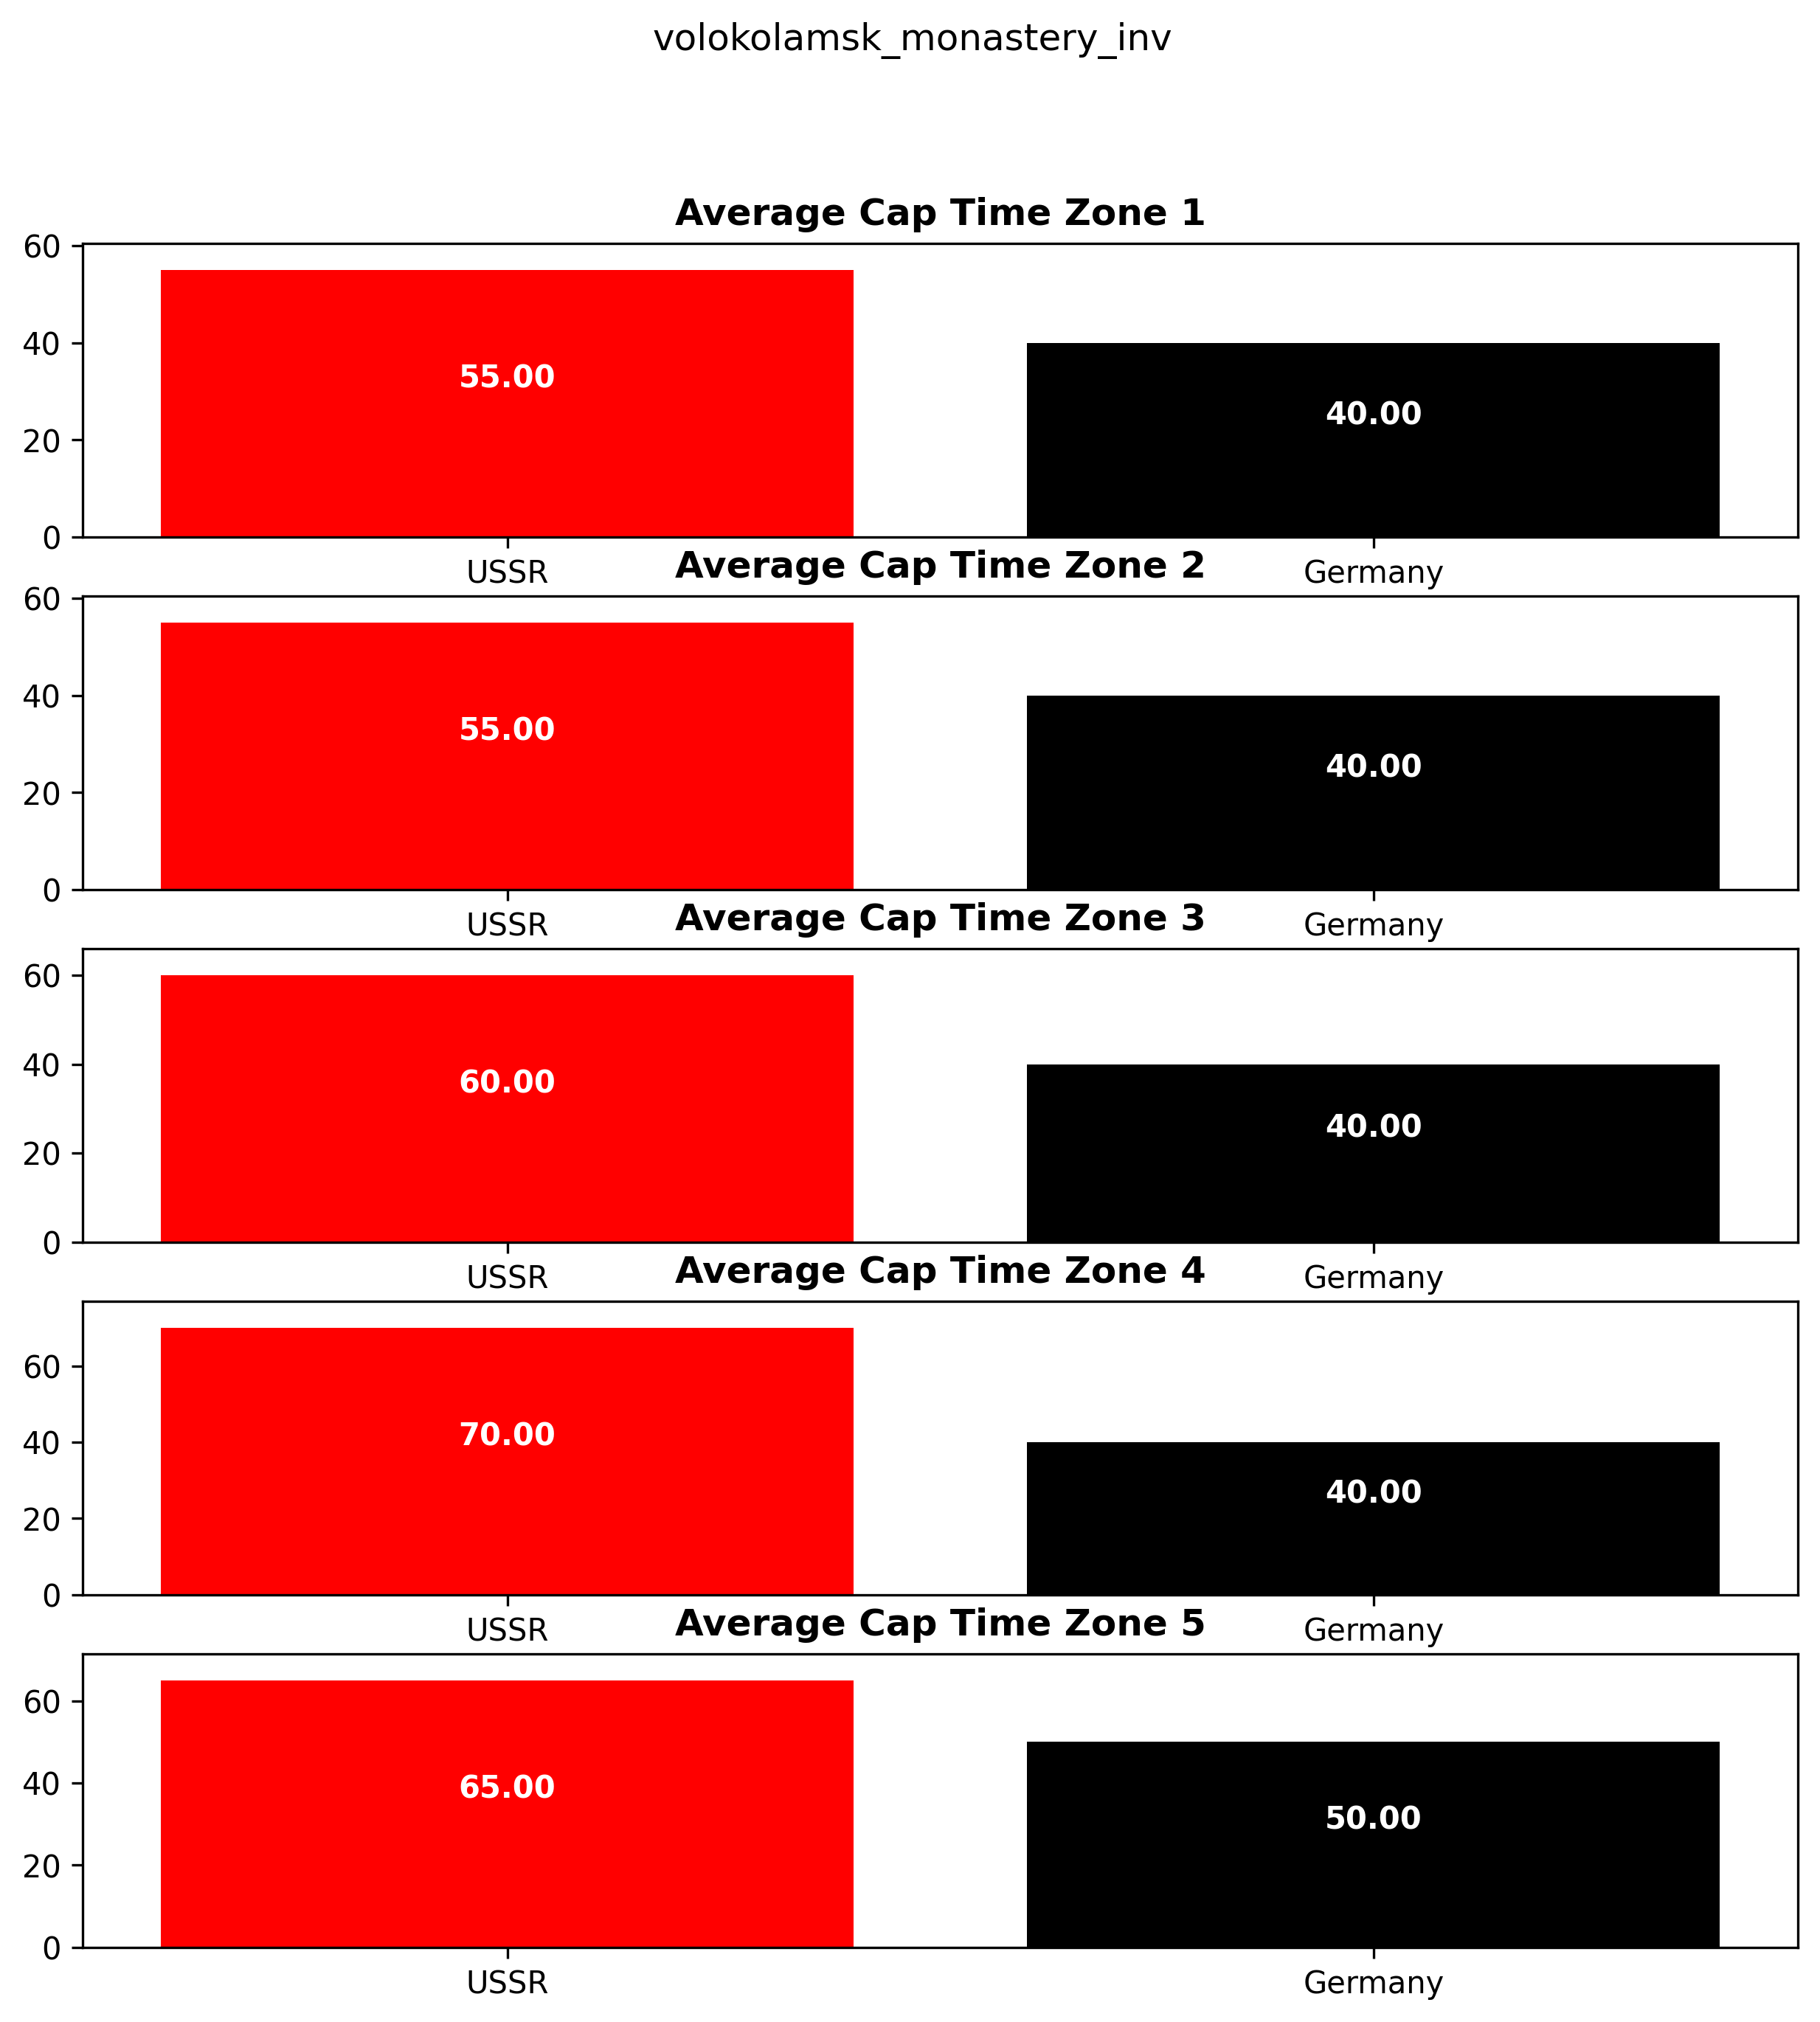 volokolamsk_monastery_inv
Average Cap Time Zone 1
60
40
20
0
55.00
40.00
USSR
Germany
Average Cap Time Zone 2
60
40
20
0
55.00
40.00
USSR
Germany
Average Cap Time Zone 3
60
40
20
0
60.00
40.00
USSR
Germany
Average Cap Time Zone 4
60
40
20
0
70.00
40.00
USSR
Germany
Average Cap Time Zone 5
60
40
20
0
65.00
50.00
USSR
Germany